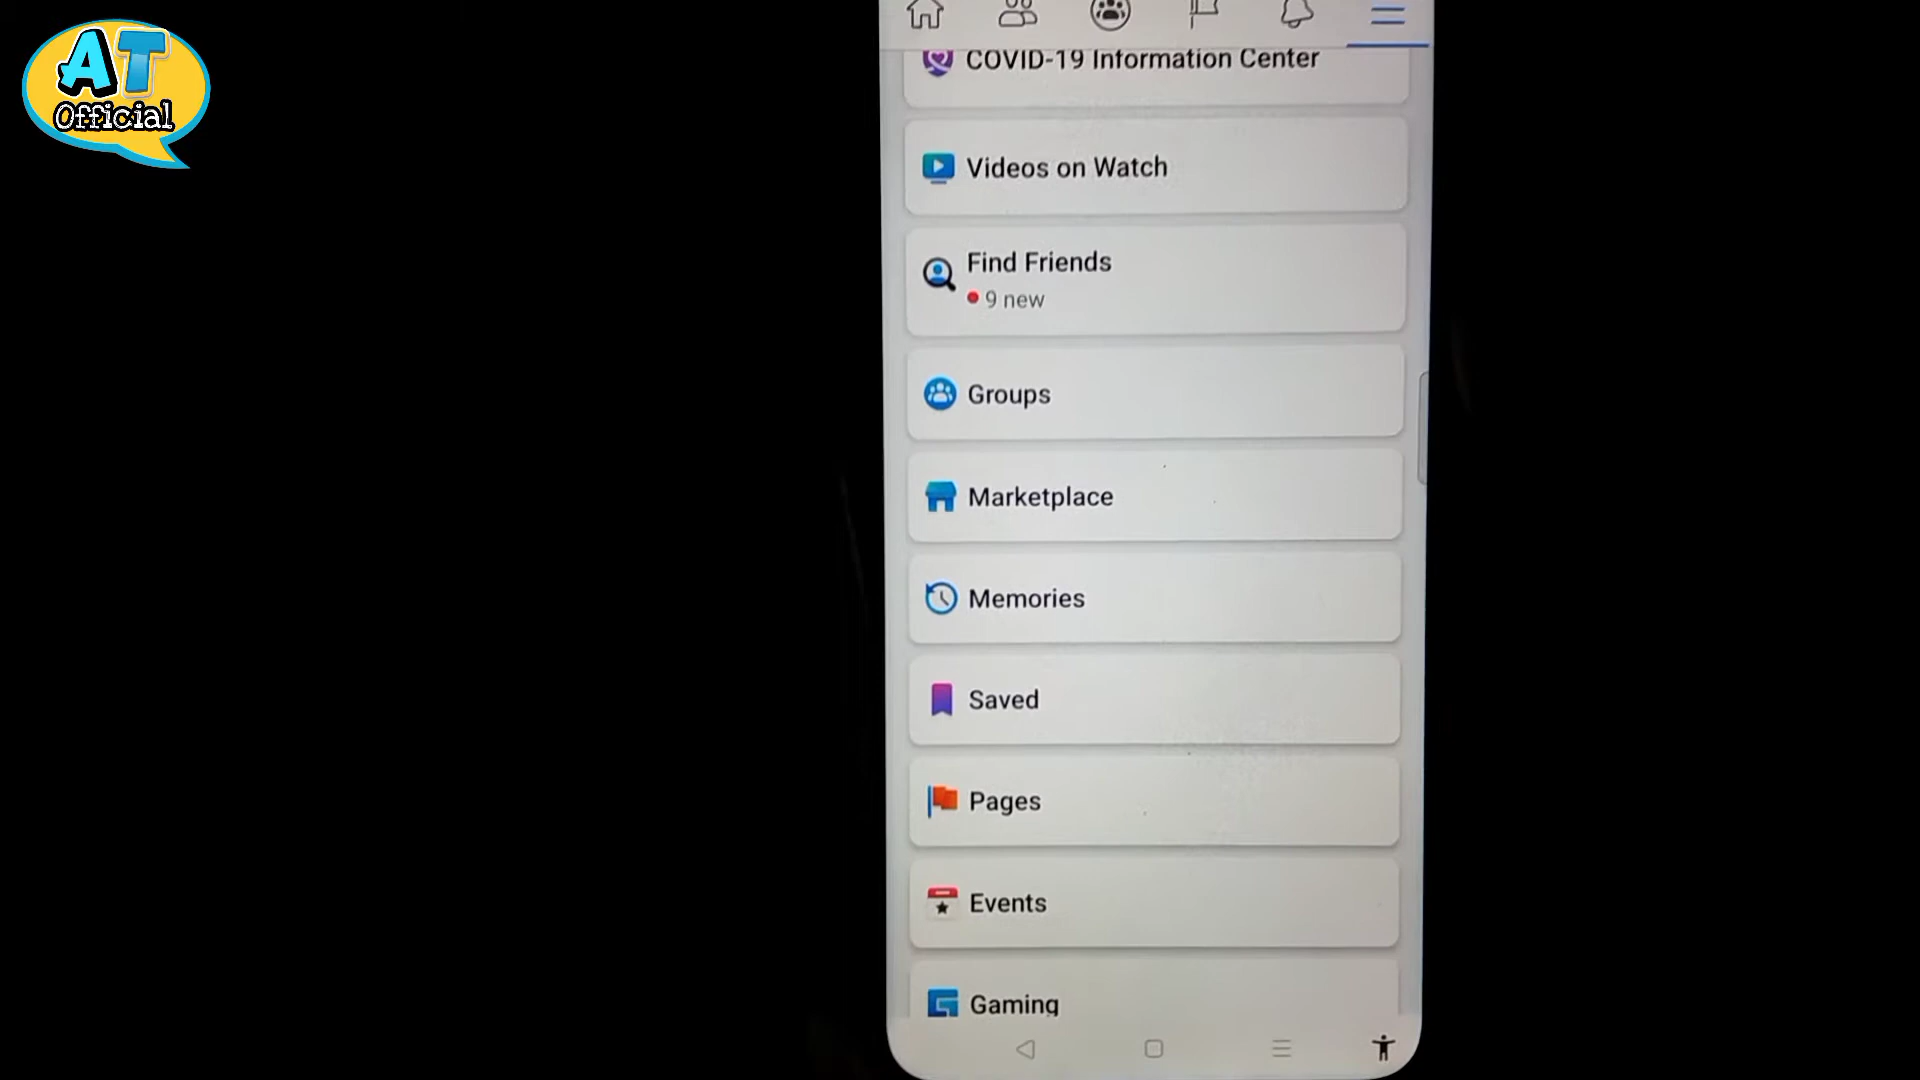 AT
Official
COVID-19 Information Center
Videos on Watch
Find Friends
9 new
Groups
Marketplace
Memories
Saved
Pages
Events
Gaming